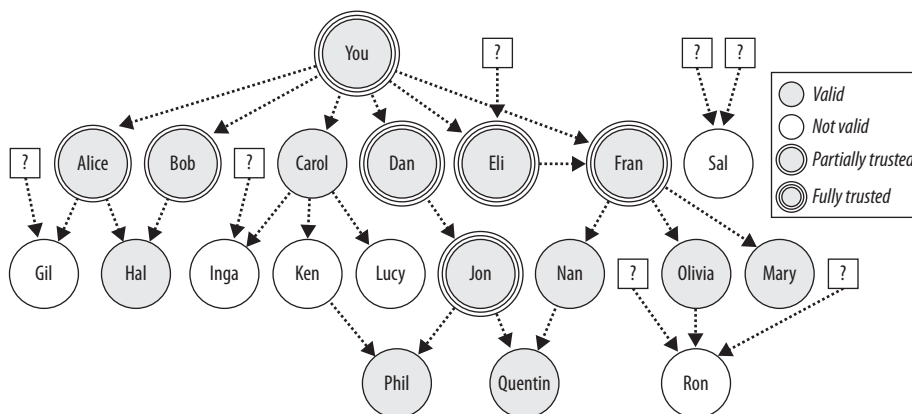 You
?
?
?
Valid
Not valid
Partially trusted
Fully trusted
?
Alice
Bob
?
Carol
Dan
Eli
Fran
Sal
Gil
Hal
Inga
Ken
Lucy
Jon
Nan
?
Olivia
Mary
?
Phil
Quentin
Ron